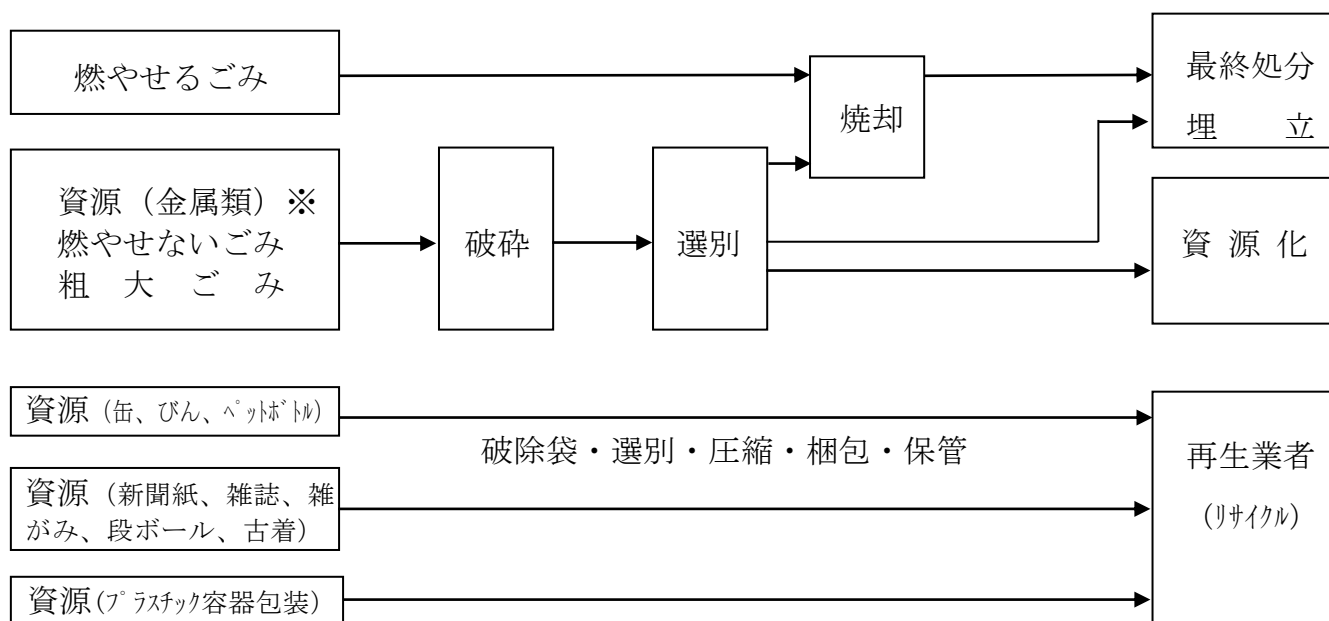 燃やせるごみ
焼却
最終処分
埋　　立
資源（金属類）※
燃やせないごみ
粗　大　ご　み
破砕
選別
資 源 化
資源（缶、びん、ﾍﾟｯﾄﾎﾞﾄﾙ）
破除袋・選別・圧縮・梱包・保管
資源（新聞紙、雑誌、雑
がみ、段ボール、古着）
再生業者
（ﾘｻｲｸﾙ）
資源（ﾌﾟﾗｽﾁｯｸ容器包装）